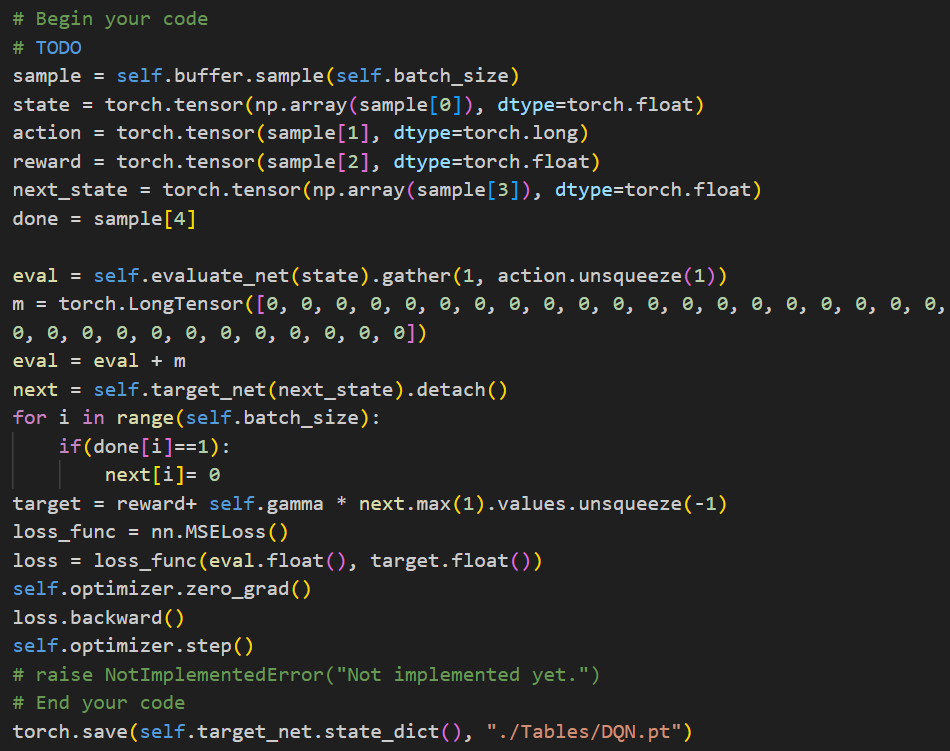 # Begin your code
# TODO
sample = self.buffer.sample(self.batch_size)
state = torch.tensor(np.array(sample[0]), dtype=torch.float)
action = torch.tensor(sample[1], dtype=torch.long)
reward = torch.tensor(sample[2], dtype=torch.float)
next_state = torch.tensor(np.array(sample[3]), dtype=torch.float)
done = sample[4]
eval = self.evaluate_net(state).gather(1, action.unsqueeze(1))
m = torch.LongTensor([0, 0, 0, 0, 0, 0, 0, 0, 0, 0, 0, 0, 0, 0, 0, 0, 0, 0, 0, 0,
0, 0, 0, 0, 0, 0, 0, 0, 0, 0, 0, 0])
eval = eval + m
next = self.target_net(next_state).detach()
for i in range(self.batch_size):
    if(done[i]==1):
        next[i]= 0
target = reward+ self.gamma * next.max(1).values.unsqueeze(-1)
loss_func = nn.MSELoss()
loss = loss_func(eval.float(), target.float())
self.optimizer.zero_grad()
loss.backward()
self.optimizer.step()
# raise NotImplementedError("Not implemented yet.")
# End your code
torch.save(self.target_net.state_dict(), "./Tables/DQN.pt")